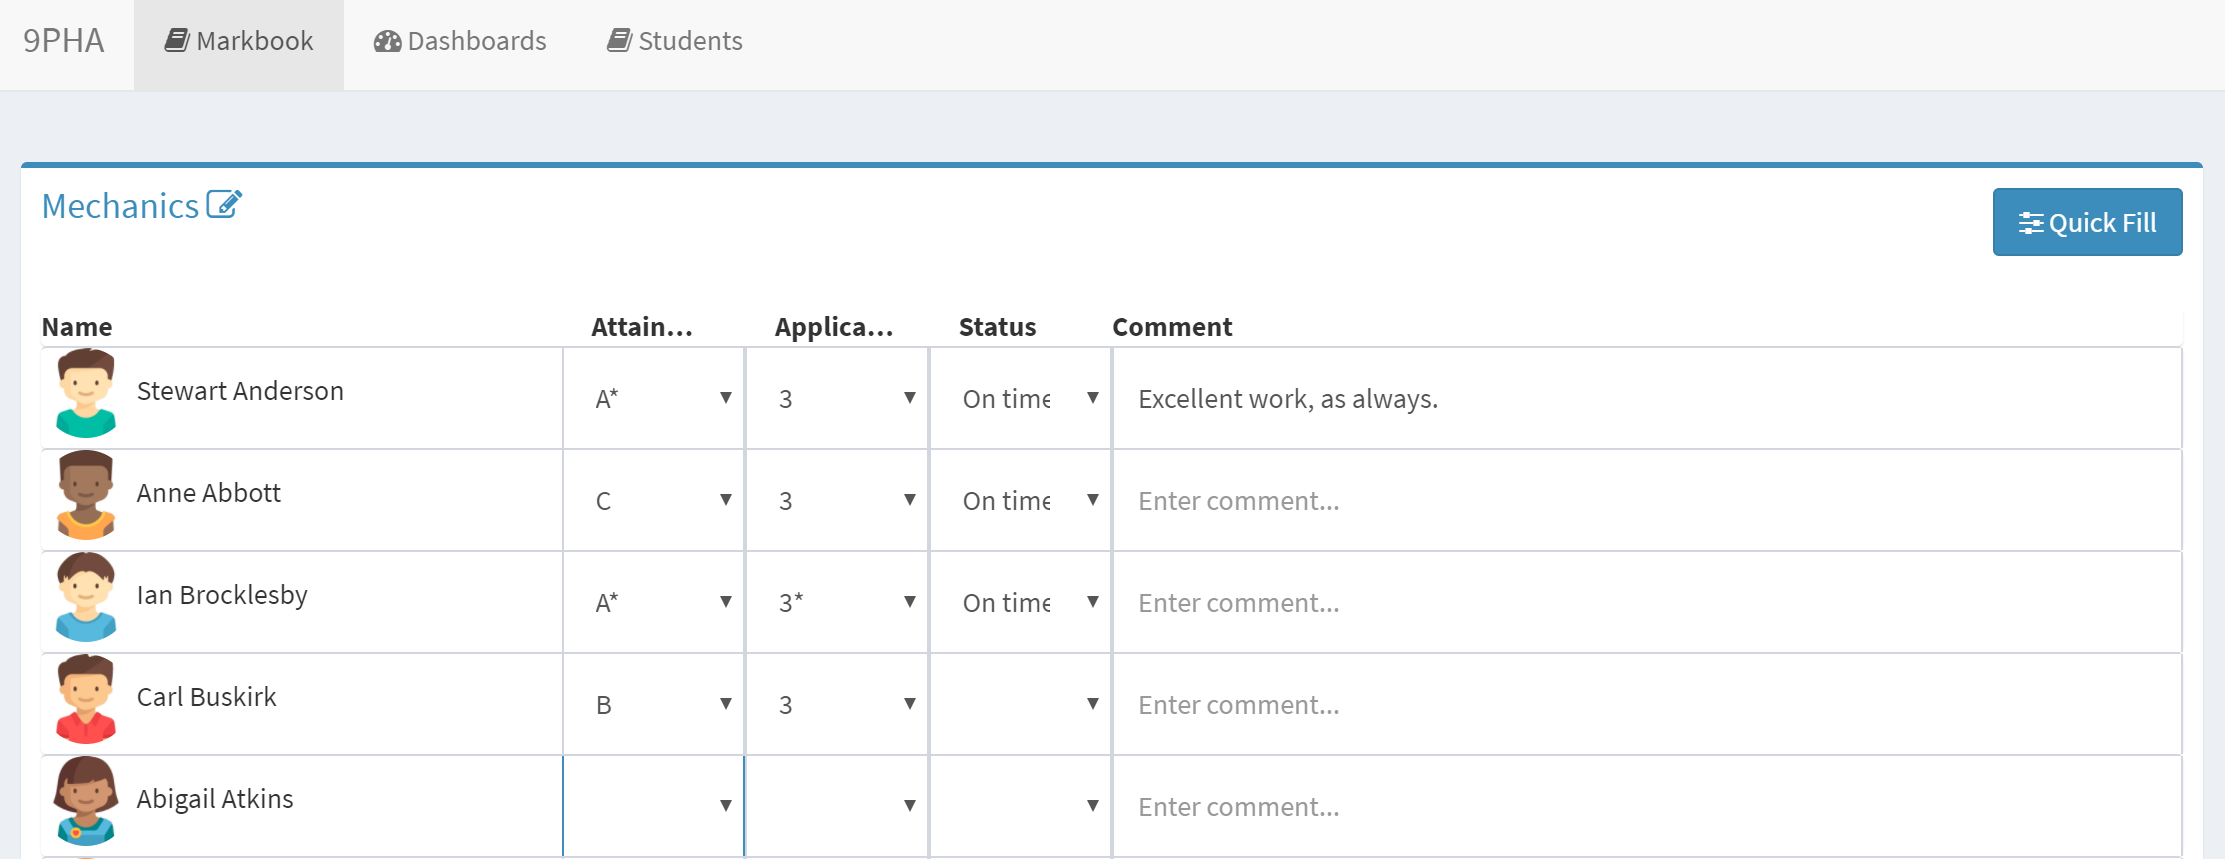 9PHA Markbook Dashboards Students
Mechanics
Quick Fill
Name Attain... Applica... Status Comment
Stewart Anderson A* 3 On time Excellent work, as always.
Anne Abbott C 3 On time Enter comment...
Ian Brocklesby A* 3* On time Enter comment...
Carl Buskirk B 3 Enter comment...
Abigail Atkins Enter comment...